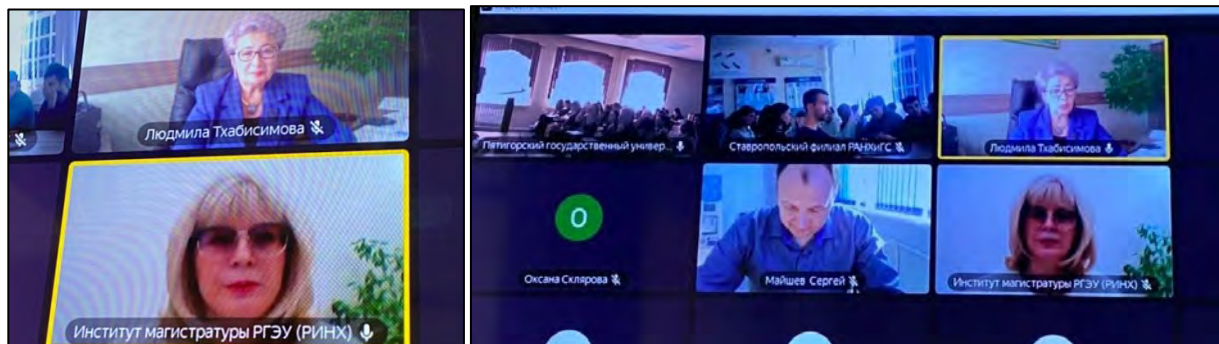 Людмила Тхабисимова
Институт магистратуры РГЭУ (РИНХ)
Пятигорский государственный универ...
Ставропольский филиал РАНХиГС
Людмила Тхабисимова
О
Оксана Склярова
Майшев Сергей
Институт магистратуры РГЭУ (РИНХ)